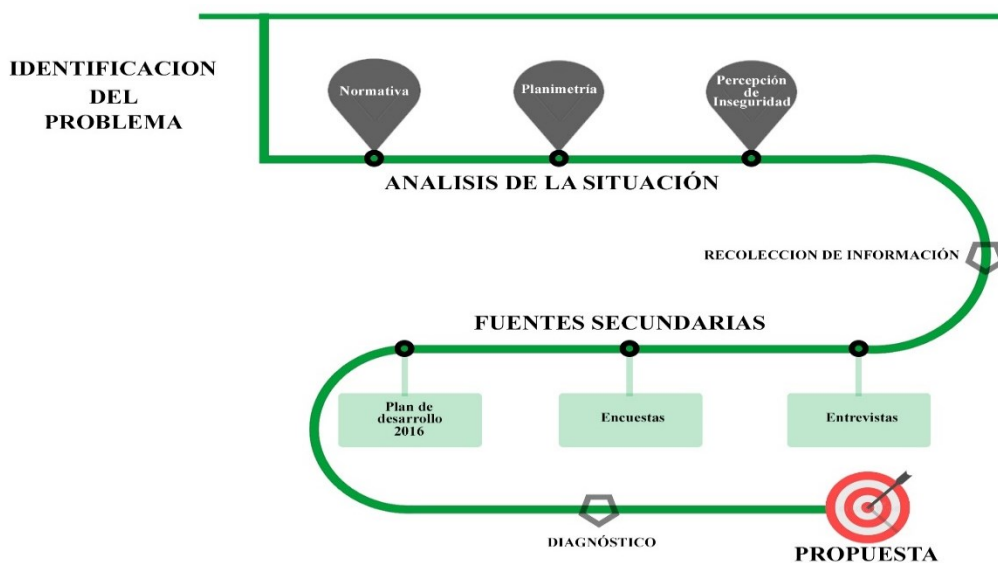 IDENTIFICACION
DEL
PROBLEMA
Normativa
Planimetría
Percepción
de
Inseguridad
ANALISIS DE LA SITUACIÓN
RECOLECCION DE INFORMACIÓN
FUENTES SECUNDARIAS
Plan de
desarrollo
2016
Encuestas
Entrevistas
DIAGNÓSTICO
PROPUESTA